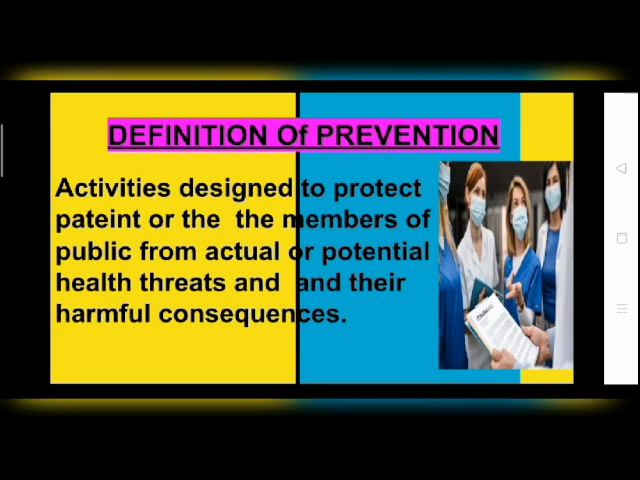 DEFINITION Of PREVENTION
Activities designed to protect
pateint or the the members of
public from actual or potential
health threats and and their
harmful consequences.